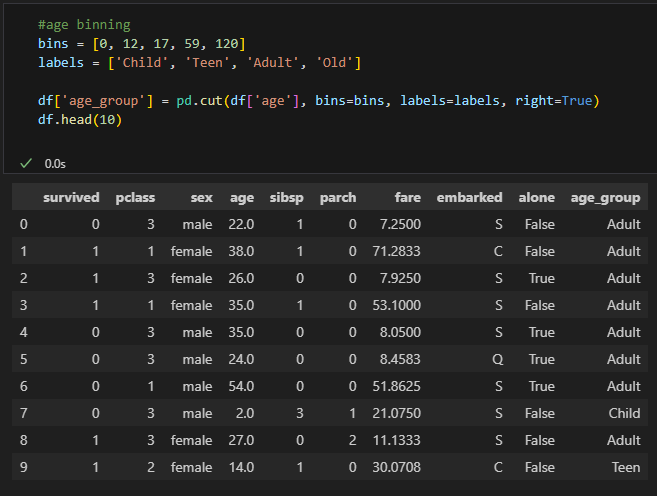 #age binning
bins = [0, 12, 17, 59, 120]
labels = ['Child', 'Teen', 'Adult', 'Old']
df['age_group'] = pd.cut(df['age'], bins=bins, labels=labels, right=True)
df.head(10)
0.0s
survived pclass sex age sibsp parch fare embarked alone age_group
0 0 3 male 22.0 1 0 7.2500 S False Adult
1 1 1 female 38.0 1 0 71.2833 C False Adult
2 1 3 female 26.0 0 0 7.9250 S True Adult
3 1 1 female 35.0 1 0 53.1000 S False Adult
4 0 3 male 35.0 0 0 8.0500 S True Adult
5 0 3 male 24.0 0 0 8.4583 Q True Adult
6 0 1 male 54.0 0 0 51.8625 S True Adult
7 0 3 male 2.0 3 1 21.0750 S False Child
8 1 3 female 27.0 0 2 11.1333 S False Adult
9 1 2 female 14.0 1 0 30.0708 C False Teen